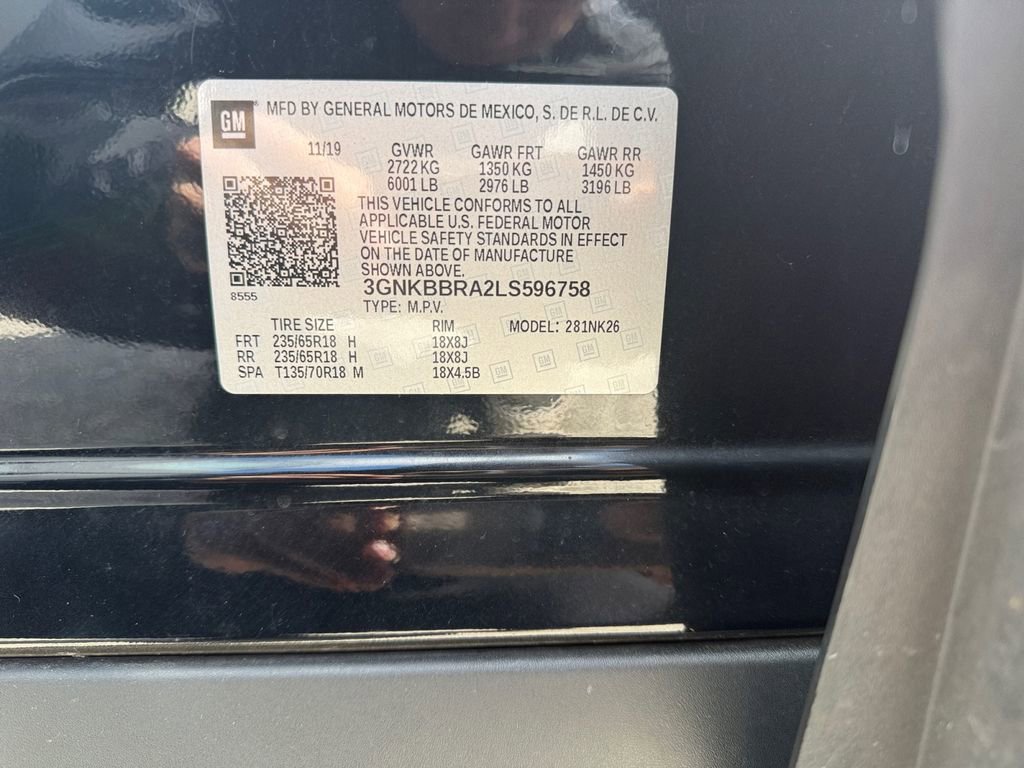 GM MFD BY GENERAL MOTORS DE MEXICO, S. DE R.L. DE C.V.
11/19 GVWR GAWR FRT GAWR RR
2722 KG 1350 KG 1450 KG
6001 LB 2976 LB 3196 LB
THIS VEHICLE CONFORMS TO ALL
APPLICABLE U.S. FEDERAL MOTOR
VEHICLE SAFETY STANDARDS IN EFFECT
ON THE DATE OF MANUFACTURE
SHOWN ABOVE.
3GNKBBRA2LS596758
8555
TYPE: M.P.V.
TIRE SIZE RIM MODEL: 281NK26
FRT 235/65R18 H 18X8J
RR 235/65R18 H 18X8J
SPA T135/70R18 M 18X4.5B